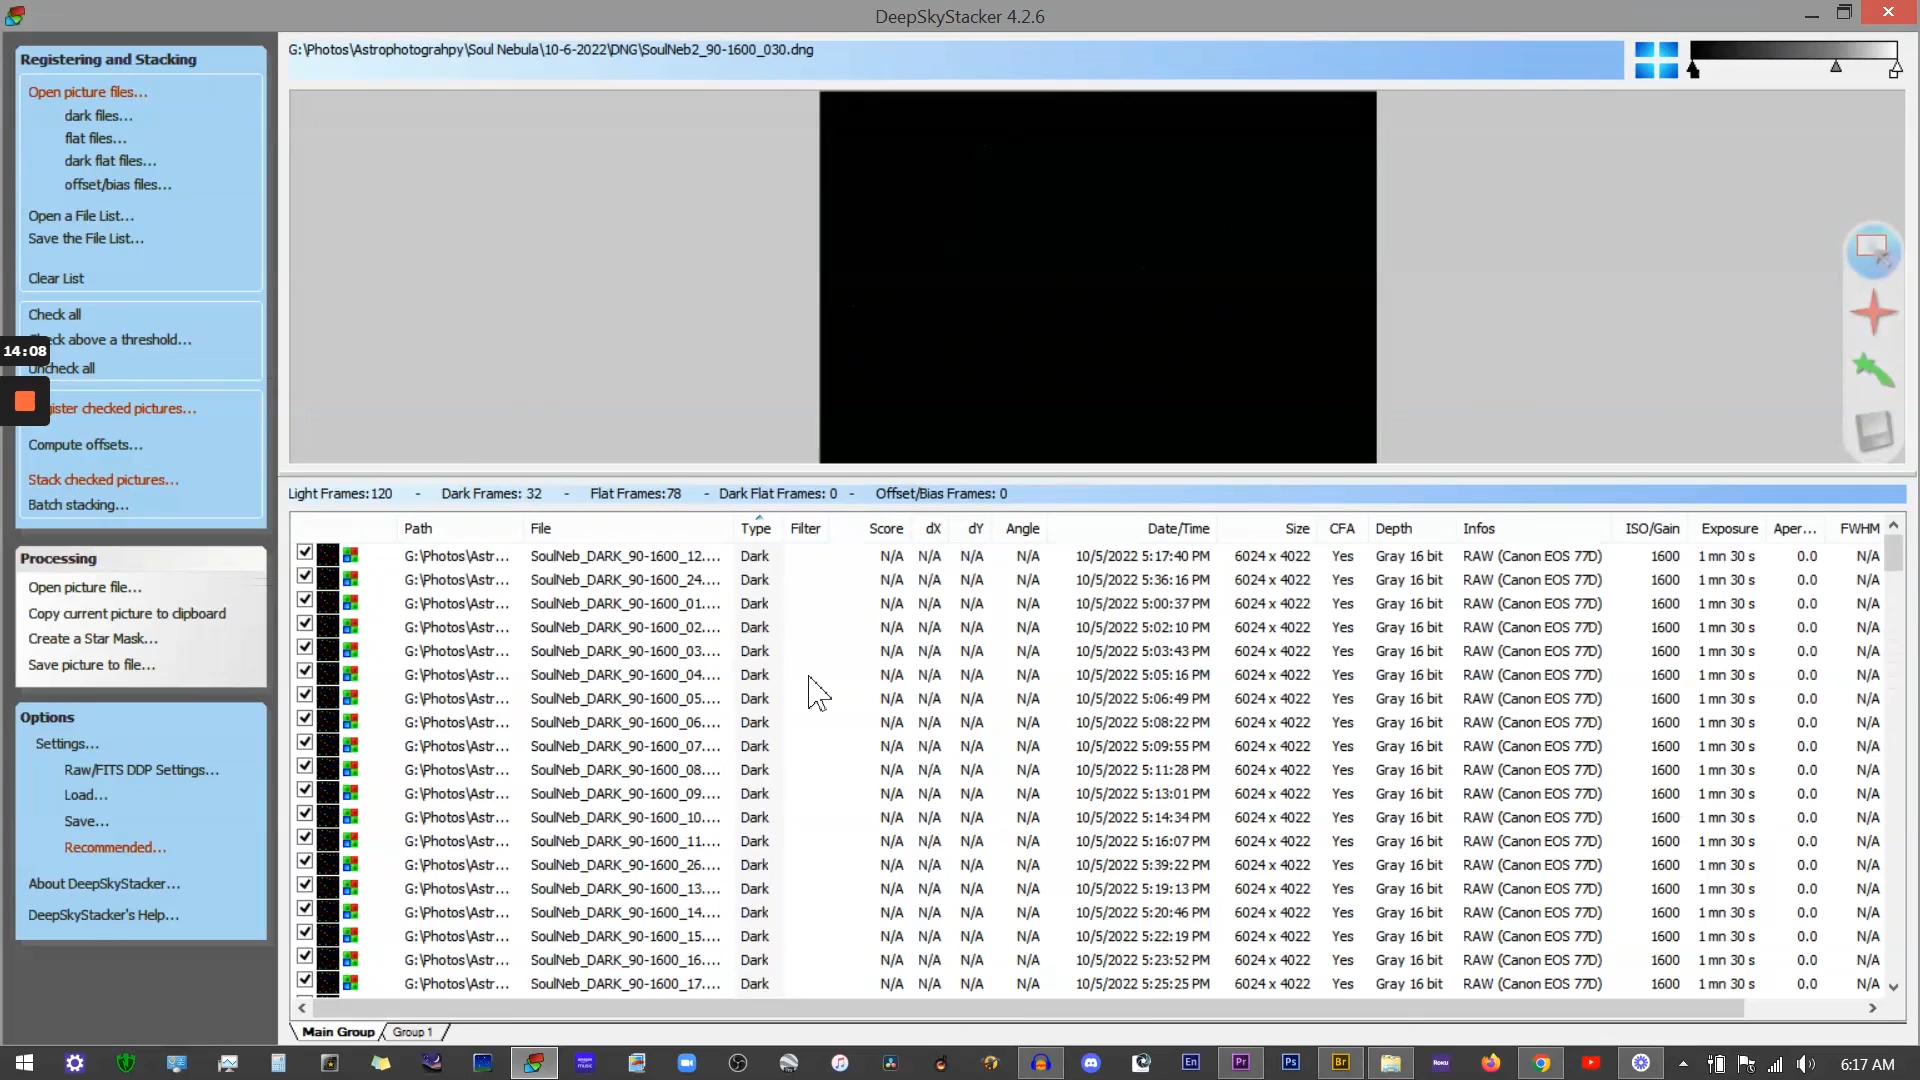 DeepSkyStacker 4.2.6
Registering and Stacking
Open picture files...
dark files...
flat files...
dark flat files...
offset/bias files...
Open a File List...
Save the File List...
Clear List
Check all
eck above a threshold...
Uncheck all
gister checked pictures...
Compute offsets...
Stack checked pictures...
Batch stacking...
14:08
Processing
Open picture file...
Copy current picture to clipboard
Create a Star Mask...
Save picture to file...
Options
Settings...
Raw/FITS DDP Settings...
Load...
Save...
Recommended...
About DeepSkyStacker...
DeepSkyStacker's Help...
G:\Photos\Astrophotograhpy\Soul Nebula\10-6-2022\DNG\SoulNeb2_90-1600_030.dng
Light Frames:120 - Dark Frames: 32 - Flat Frames:78 - Dark Flat Frames: 0 - Offset/Bias Frames: 0
Path File Type Filter Score dX dY Angle Date/Time Size CFA Depth Infos ISO/Gain Exposure Aper... FWHM
G:\Photos\Astr... SoulNeb_DARK_90-1600_12.... Dark N/A N/A N/A N/A 10/5/2022 5:17:40 PM 6024 x 4022 Yes Gray 16 bit RAW (Canon EOS 77D) 1600 1 mn 30 s 0.0 N/A
G:\Photos\Astr... SoulNeb_DARK_90-1600_24.... Dark N/A N/A N/A N/A 10/5/2022 5:36:16 PM 6024 x 4022 Yes Gray 16 bit RAW (Canon EOS 77D) 1600 1 mn 30 s 0.0 N/A
G:\Photos\Astr... SoulNeb_DARK_90-1600_01.... Dark N/A N/A N/A N/A 10/5/2022 5:00:37 PM 6024 x 4022 Yes Gray 16 bit RAW (Canon EOS 77D) 1600 1 mn 30 s 0.0 N/A
G:\Photos\Astr... SoulNeb_DARK_90-1600_02.... Dark N/A N/A N/A N/A 10/5/2022 5:02:10 PM 6024 x 4022 Yes Gray 16 bit RAW (Canon EOS 77D) 1600 1 mn 30 s 0.0 N/A
G:\Photos\Astr... SoulNeb_DARK_90-1600_03.... Dark N/A N/A N/A N/A 10/5/2022 5:03:43 PM 6024 x 4022 Yes Gray 16 bit RAW (Canon EOS 77D) 1600 1 mn 30 s 0.0 N/A
G:\Photos\Astr... SoulNeb_DARK_90-1600_04.... Dark N/A N/A N/A N/A 10/5/2022 5:05:16 PM 6024 x 4022 Yes Gray 16 bit RAW (Canon EOS 77D) 1600 1 mn 30 s 0.0 N/A
G:\Photos\Astr... SoulNeb_DARK_90-1600_05.... Dark N/A N/A N/A N/A 10/5/2022 5:06:49 PM 6024 x 4022 Yes Gray 16 bit RAW (Canon EOS 77D) 1600 1 mn 30 s 0.0 N/A
G:\Photos\Astr... SoulNeb_DARK_90-1600_06.... Dark N/A N/A N/A N/A 10/5/2022 5:08:22 PM 6024 x 4022 Yes Gray 16 bit RAW (Canon EOS 77D) 1600 1 mn 30 s 0.0 N/A
G:\Photos\Astr... SoulNeb_DARK_90-1600_07.... Dark N/A N/A N/A N/A 10/5/2022 5:09:55 PM 6024 x 4022 Yes Gray 16 bit RAW (Canon EOS 77D) 1600 1 mn 30 s 0.0 N/A
G:\Photos\Astr... SoulNeb_DARK_90-1600_08.... Dark N/A N/A N/A N/A 10/5/2022 5:11:28 PM 6024 x 4022 Yes Gray 16 bit RAW (Canon EOS 77D) 1600 1 mn 30 s 0.0 N/A
G:\Photos\Astr... SoulNeb_DARK_90-1600_09.... Dark N/A N/A N/A N/A 10/5/2022 5:13:01 PM 6024 x 4022 Yes Gray 16 bit RAW (Canon EOS 77D) 1600 1 mn 30 s 0.0 N/A
G:\Photos\Astr... SoulNeb_DARK_90-1600_10.... Dark N/A N/A N/A N/A 10/5/2022 5:14:34 PM 6024 x 4022 Yes Gray 16 bit RAW (Canon EOS 77D) 1600 1 mn 30 s 0.0 N/A
G:\Photos\Astr... SoulNeb_DARK_90-1600_11.... Dark N/A N/A N/A N/A 10/5/2022 5:16:07 PM 6024 x 4022 Yes Gray 16 bit RAW (Canon EOS 77D) 1600 1 mn 30 s 0.0 N/A
G:\Photos\Astr... SoulNeb_DARK_90-1600_26.... Dark N/A N/A N/A N/A 10/5/2022 5:39:22 PM 6024 x 4022 Yes Gray 16 bit RAW (Canon EOS 77D) 1600 1 mn 30 s 0.0 N/A
G:\Photos\Astr... SoulNeb_DARK_90-1600_13.... Dark N/A N/A N/A N/A 10/5/2022 5:19:13 PM 6024 x 4022 Yes Gray 16 bit RAW (Canon EOS 77D) 1600 1 mn 30 s 0.0 N/A
G:\Photos\Astr... SoulNeb_DARK_90-1600_14.... Dark N/A N/A N/A N/A 10/5/2022 5:20:46 PM 6024 x 4022 Yes Gray 16 bit RAW (Canon EOS 77D) 1600 1 mn 30 s 0.0 N/A
G:\Photos\Astr... SoulNeb_DARK_90-1600_15.... Dark N/A N/A N/A N/A 10/5/2022 5:22:19 PM 6024 x 4022 Yes Gray 16 bit RAW (Canon EOS 77D) 1600 1 mn 30 s 0.0 N/A
G:\Photos\Astr... SoulNeb_DARK_90-1600_16.... Dark N/A N/A N/A N/A 10/5/2022 5:23:52 PM 6024 x 4022 Yes Gray 16 bit RAW (Canon EOS 77D) 1600 1 mn 30 s 0.0 N/A
G:\Photos\Astr... SoulNeb_DARK_90-1600_17.... Dark N/A N/A N/A N/A 10/5/2022 5:25:25 PM 6024 x 4022 Yes Gray 16 bit RAW (Canon EOS 77D) 1600 1 mn 30 s 0.0 N/A
Main Group Group 1
amazon music En Pr Ps Br Roku 6:17 AM